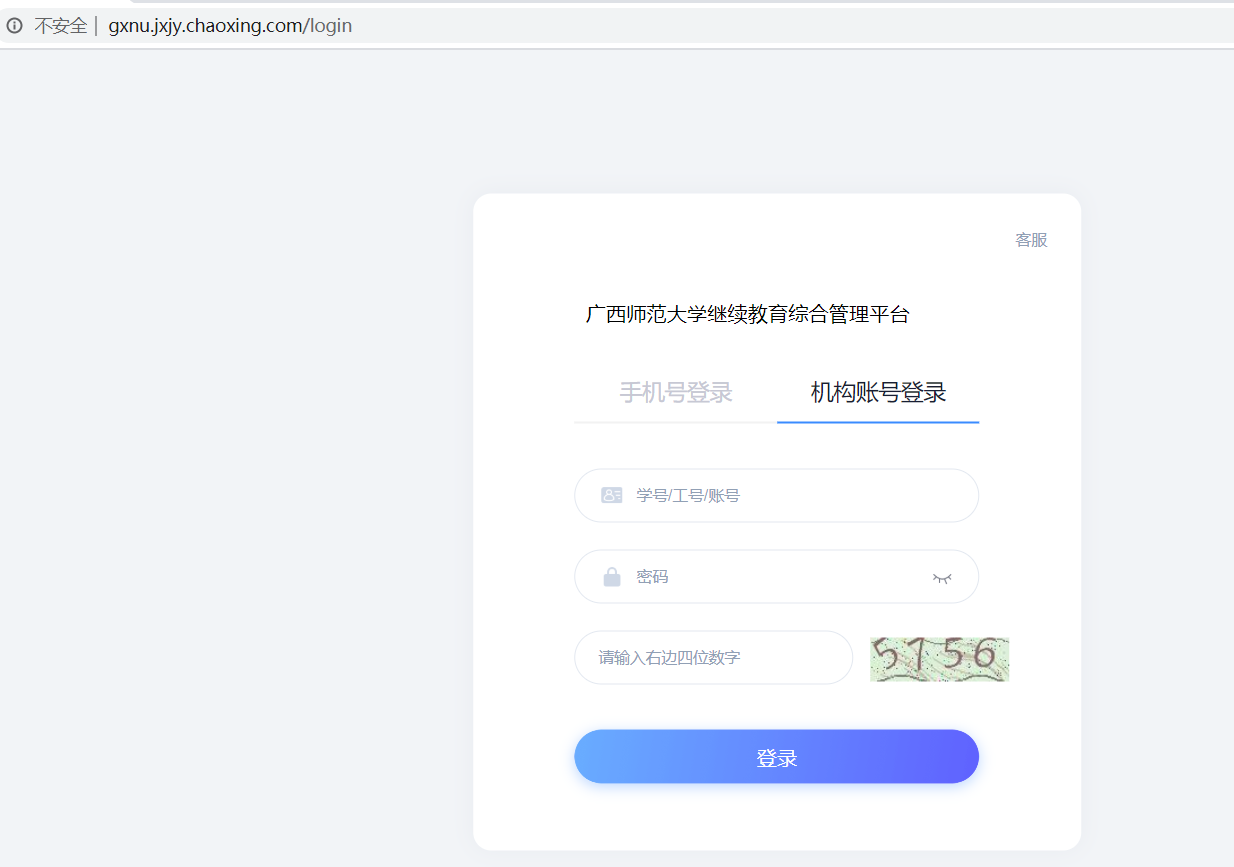 不安全 | gxnu.jxjy.chaoxing.com/login
客服
广西师范大学继续教育综合管理平台
手机号登录 机构账号登录
学号/工号/账号
密码
请输入右边四位数字 5756
登录